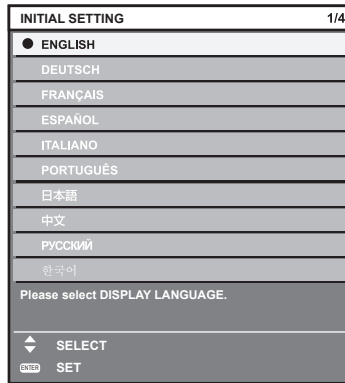 INITIAL SETTING 1/4
ENGLISH
DEUTSCH
FRANÇAIS
ESPAÑOL
ITALIANO
PORTUGUÊS
日本語
中文
РУССКИЙ
한국어
Please select DISPLAY LANGUAGE.
SELECT
ENTER SET